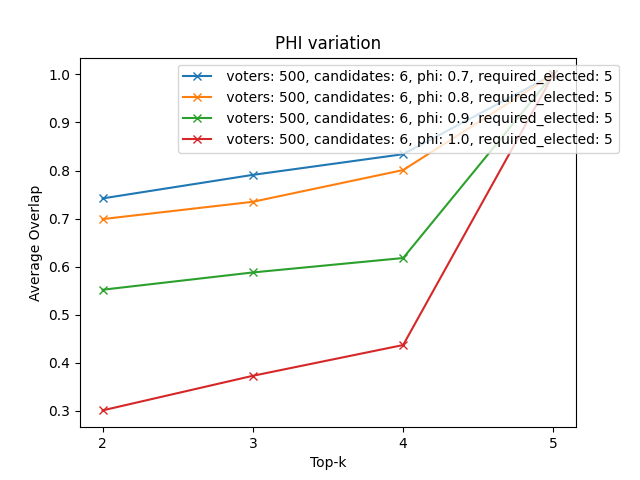 PHI variation
voters: 500, candidates: 6, phi: 0.7, required_elected: 5
voters: 500, candidates: 6, phi: 0.8, required_elected: 5
voters: 500, candidates: 6, phi: 0.9, required_elected: 5
voters: 500, candidates: 6, phi: 1.0, required_elected: 5
Average Overlap
1.0
0.9
0.8
0.7
0.6
0.5
0.4
0.3
2 3 4 5
Top-k